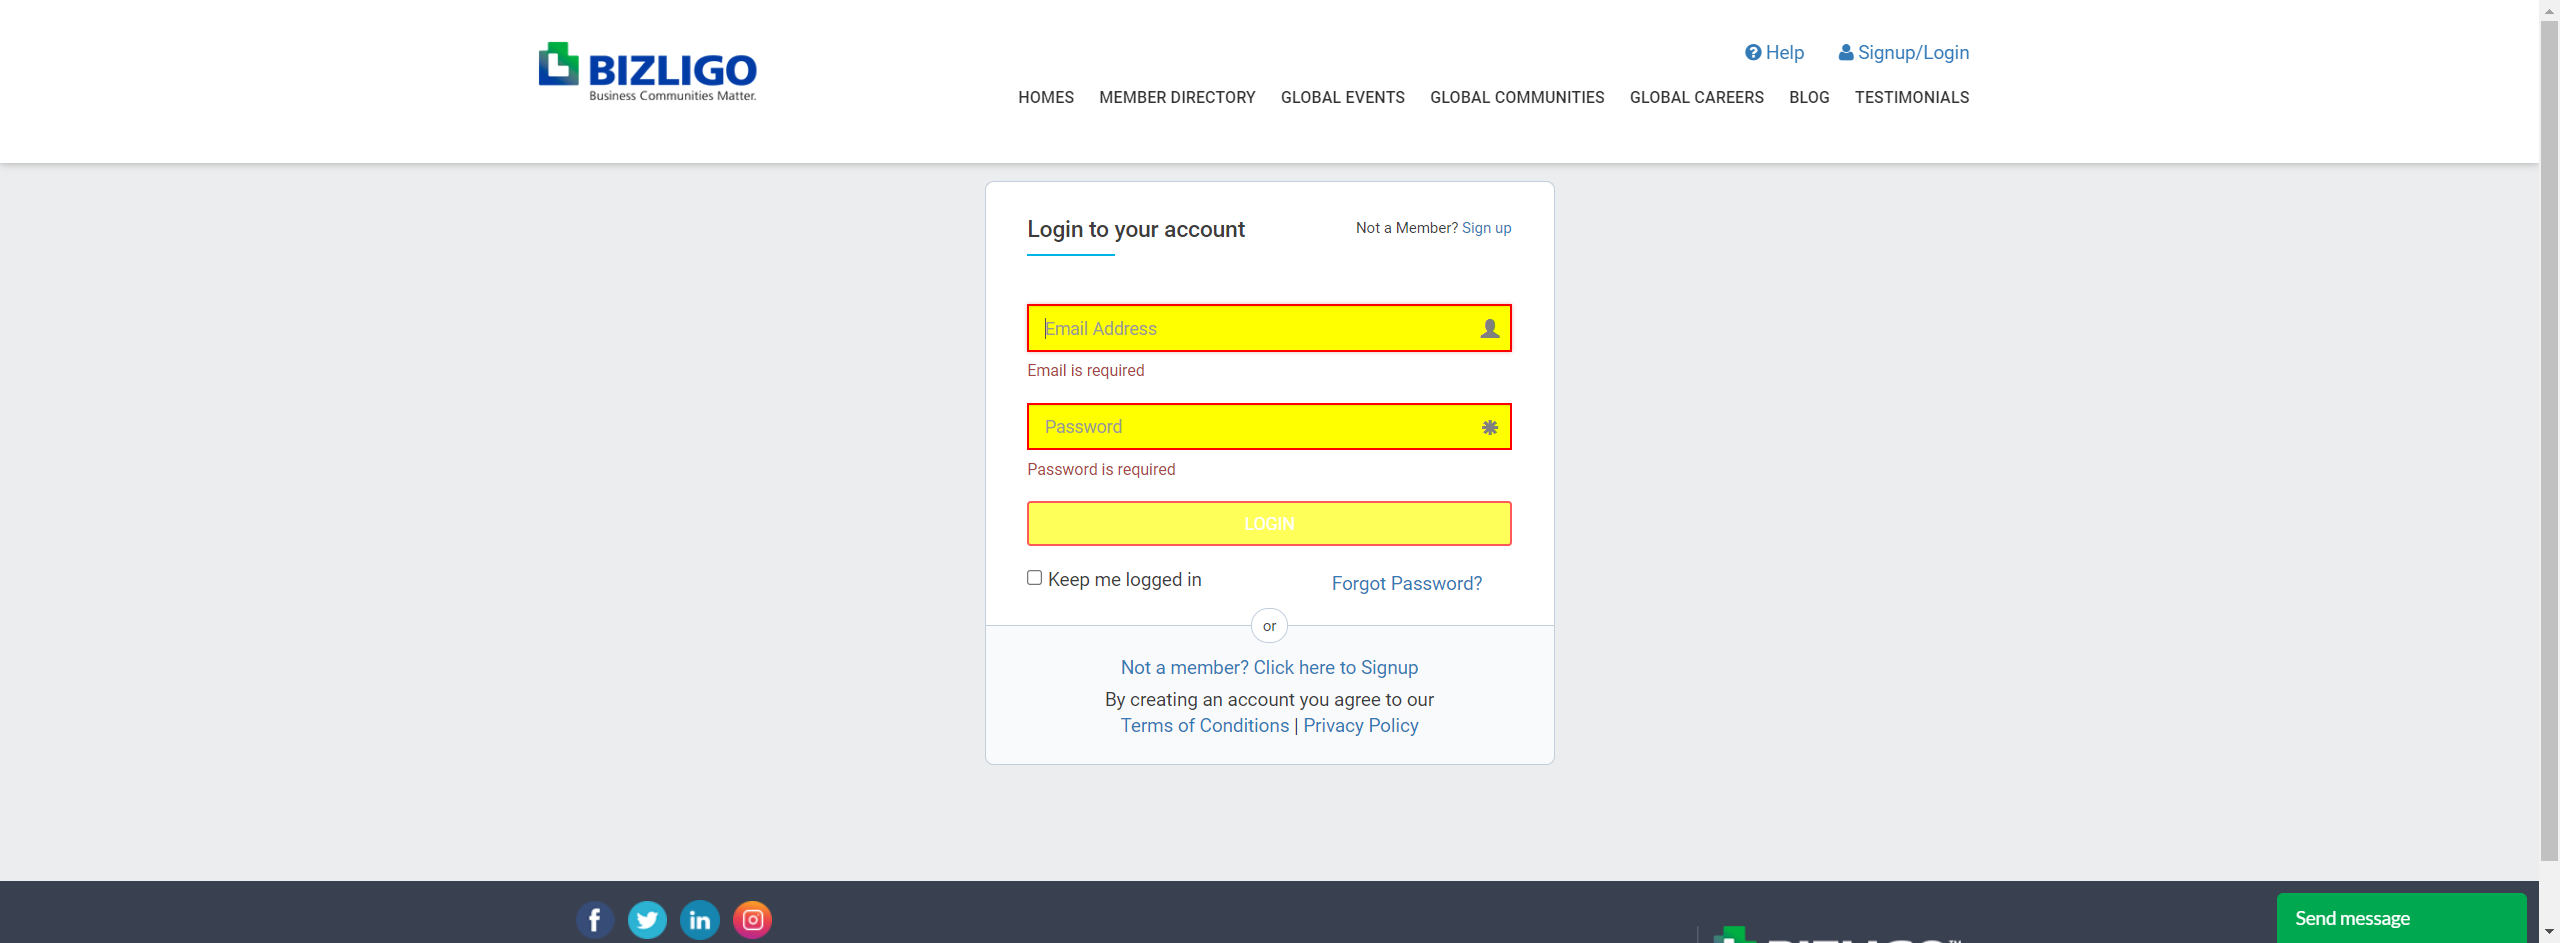 BIZLIGO
Business Communities Matter.
Help Signup/Login
HOMES MEMBER DIRECTORY GLOBAL EVENTS GLOBAL COMMUNITIES GLOBAL CAREERS BLOG TESTIMONIALS
Login to your account
Not a Member? Sign up
Email Address
Email is required
Password
Password is required
LOGIN
Keep me logged in
Forgot Password?
or
Not a member? Click here to Signup
By creating an account you agree to our
Terms of Conditions | Privacy Policy
Send message